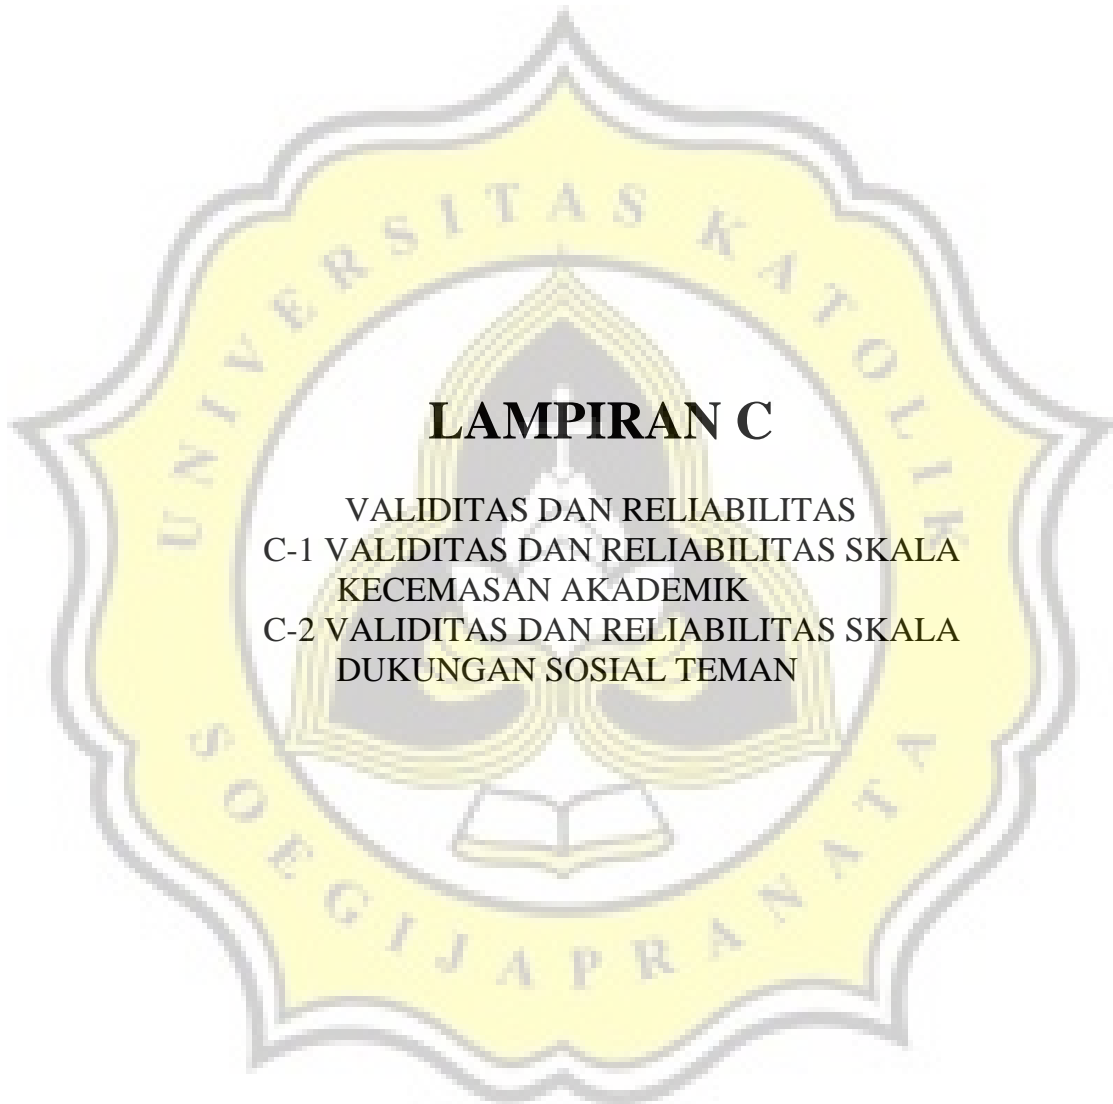 UNIVERSITAS KATOLIK
LAMPIRAN C
VALIDITAS DAN RELIABILITAS
C-1 VALIDITAS DAN RELIABILITAS SKALA
KECEMASAN AKADEMIK
C-2 VALIDITAS DAN RELIABILITAS SKALA
DUKUNGAN SOSIAL TEMAN
SOEGIJAPRANATA